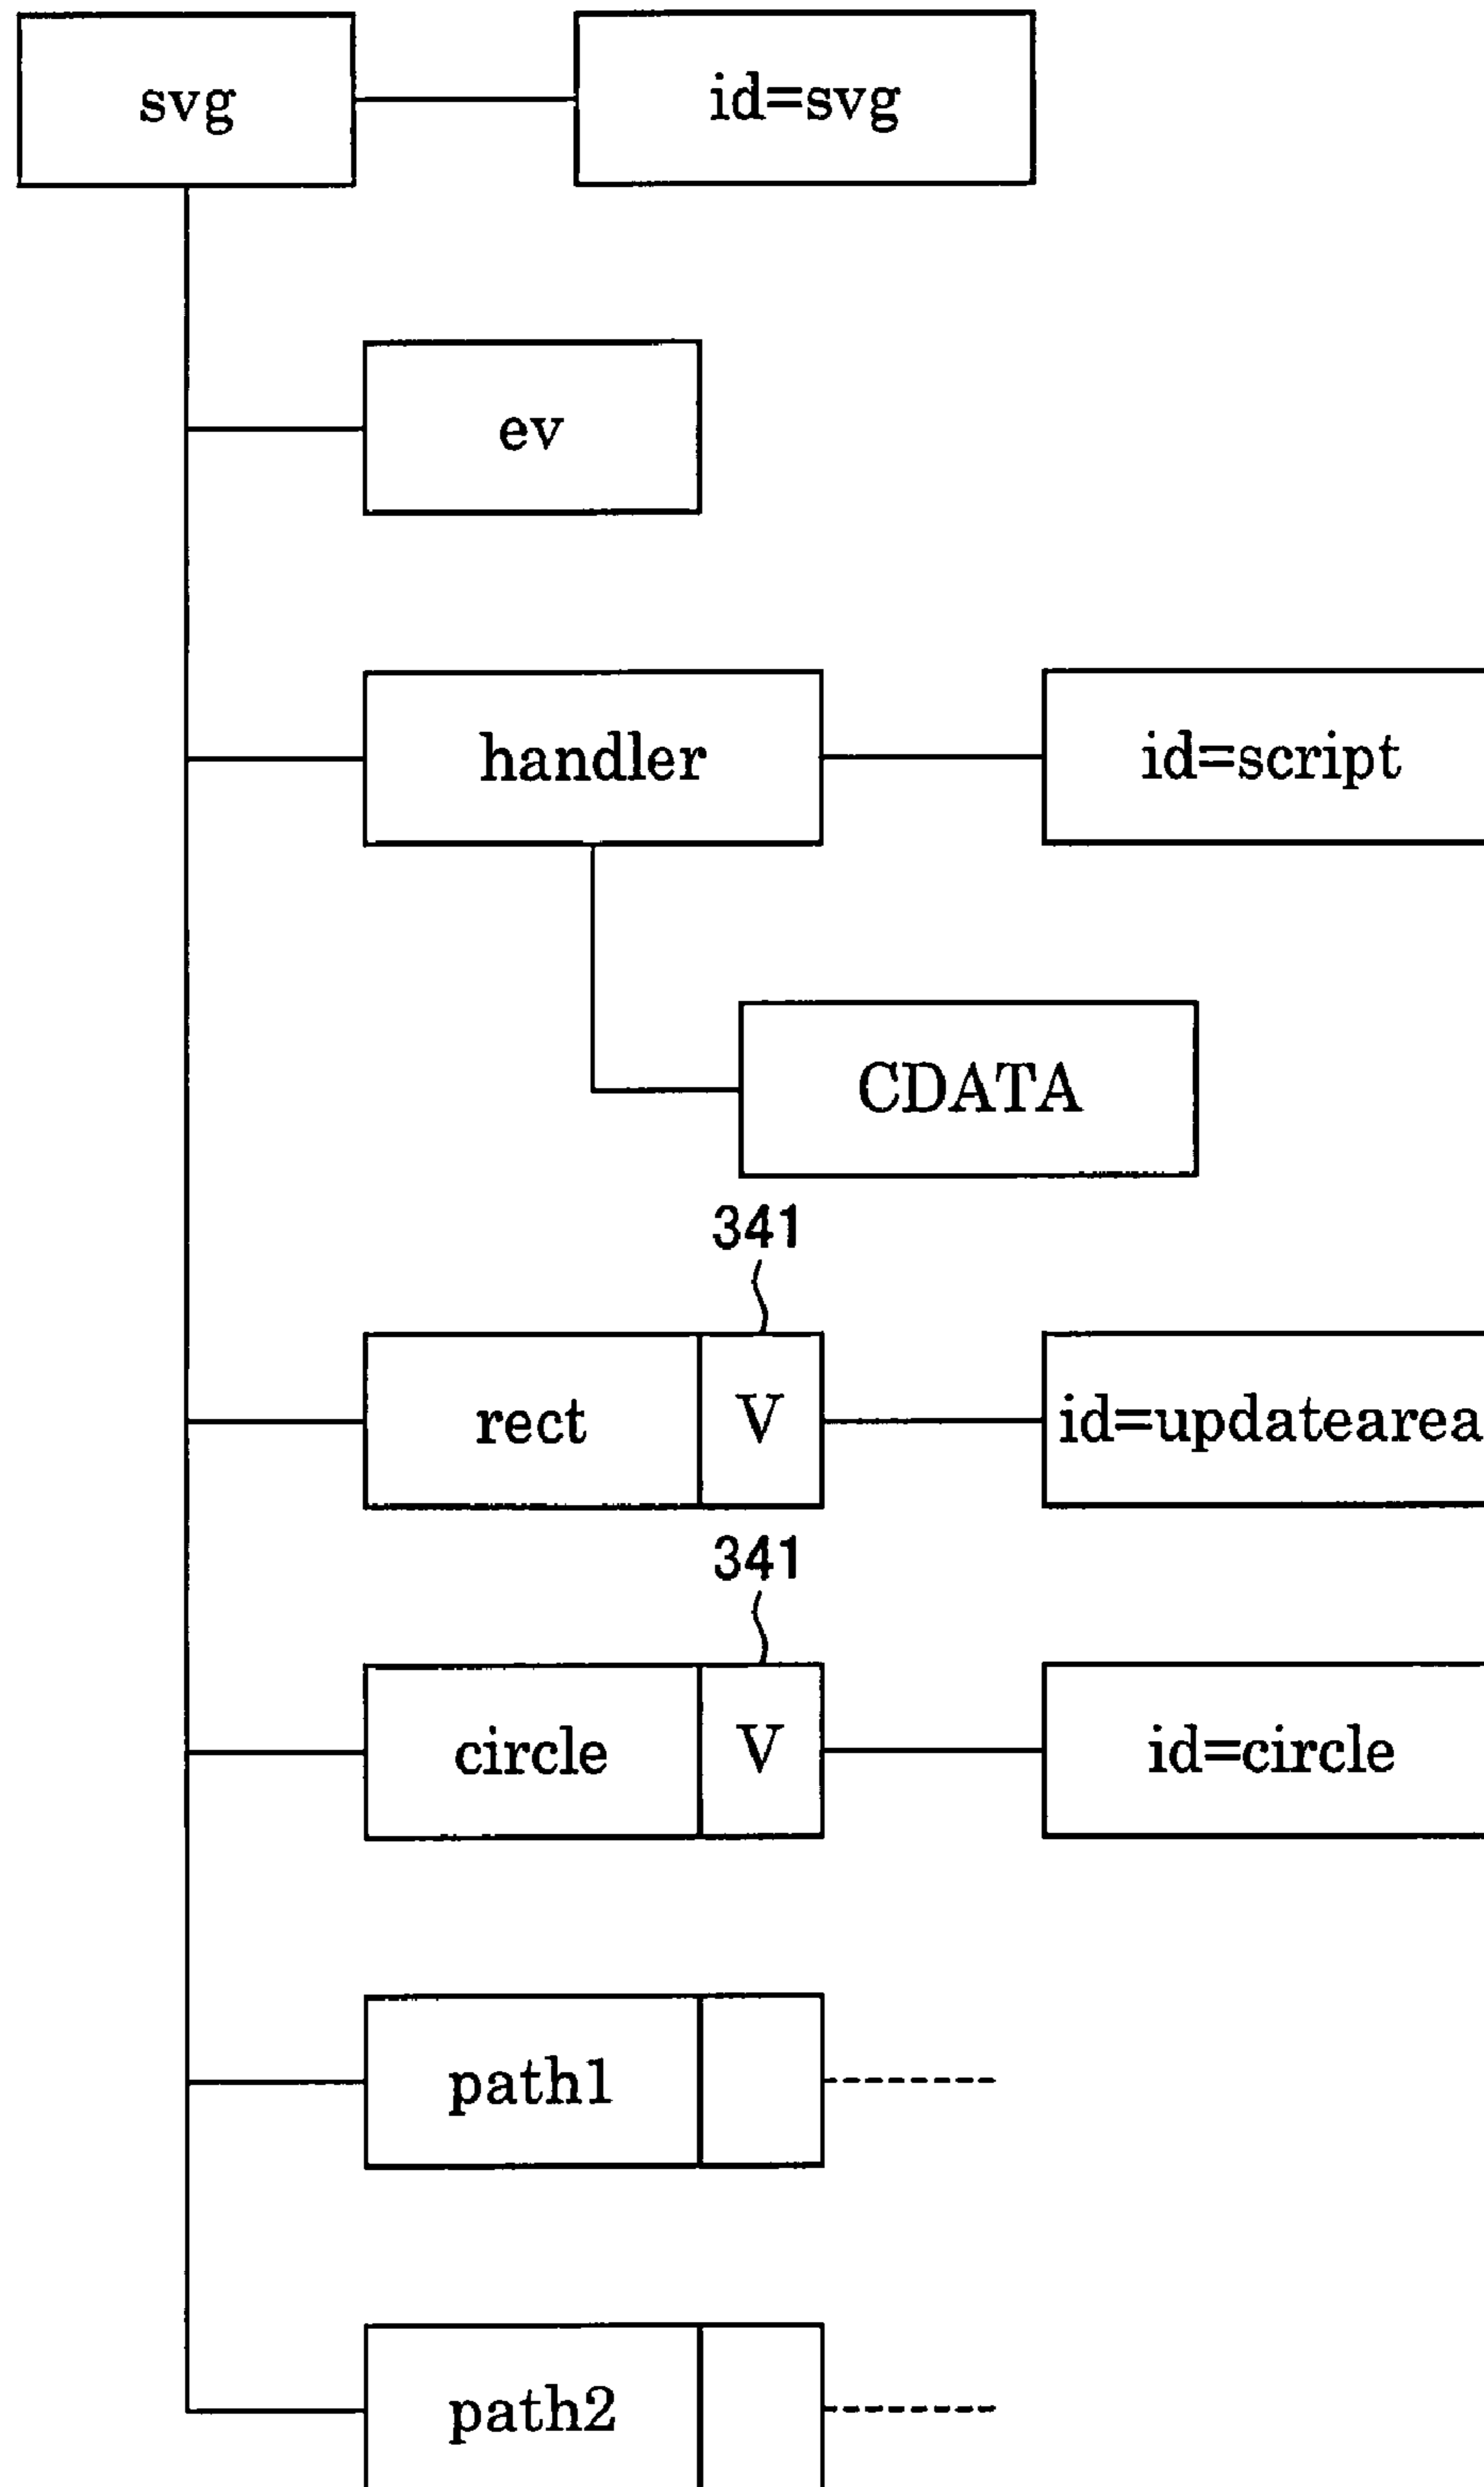 svg
id=svg
ev
handler
id=script
CDATA
341
rect
V
id=updatearea
341
circle
V
id=circle
path1
path2